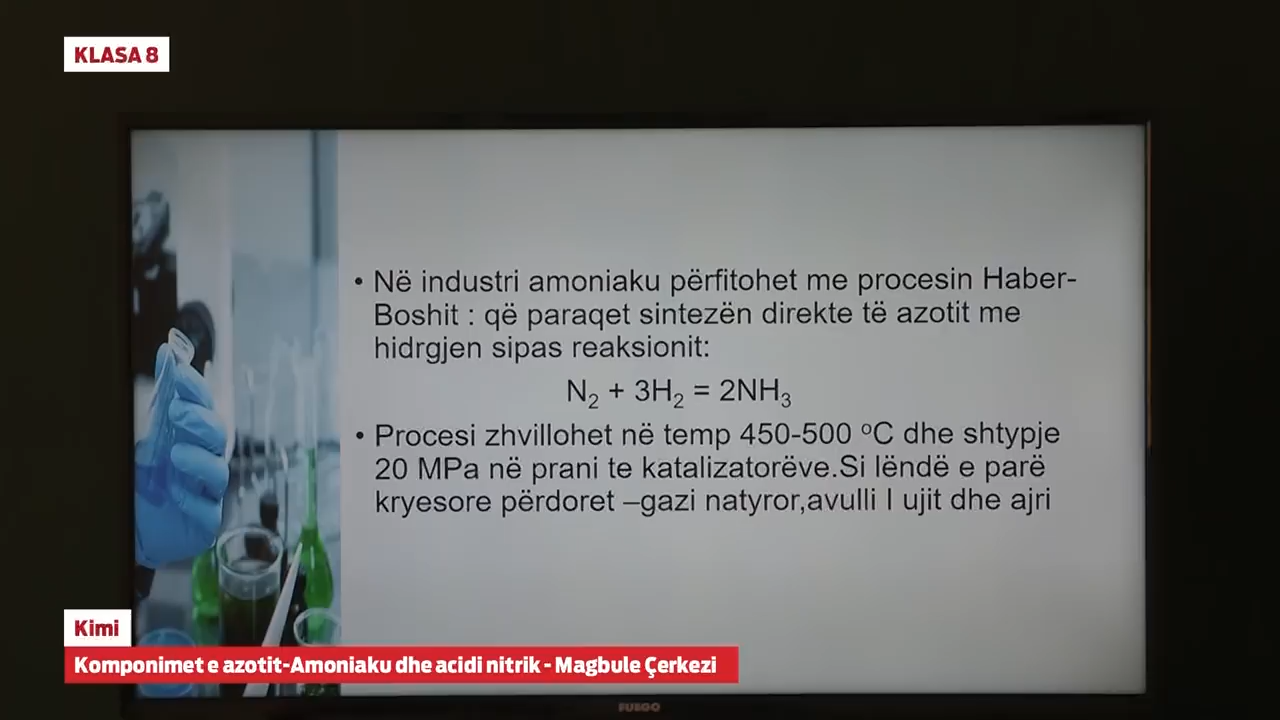 KLASA 8
• Në industri amoniaku përfitohet me procesin Haber-
Boshit : që paraqet sintezën direkte të azotit me
hidrgjen sipas reaksionit:
N₂ + 3H₂ = 2NH₃
• Procesi zhvillohet në temp 450-500 ºC dhe shtypje
20 MPa në prani te katalizatorëve.Si lëndë e parë
kryesore përdoret –gazi natyror,avulli I ujit dhe ajri
Kimi
Komponimet e azotit-Amoniaku dhe acidi nitrik - Magbule Çerkezi
FUEGO